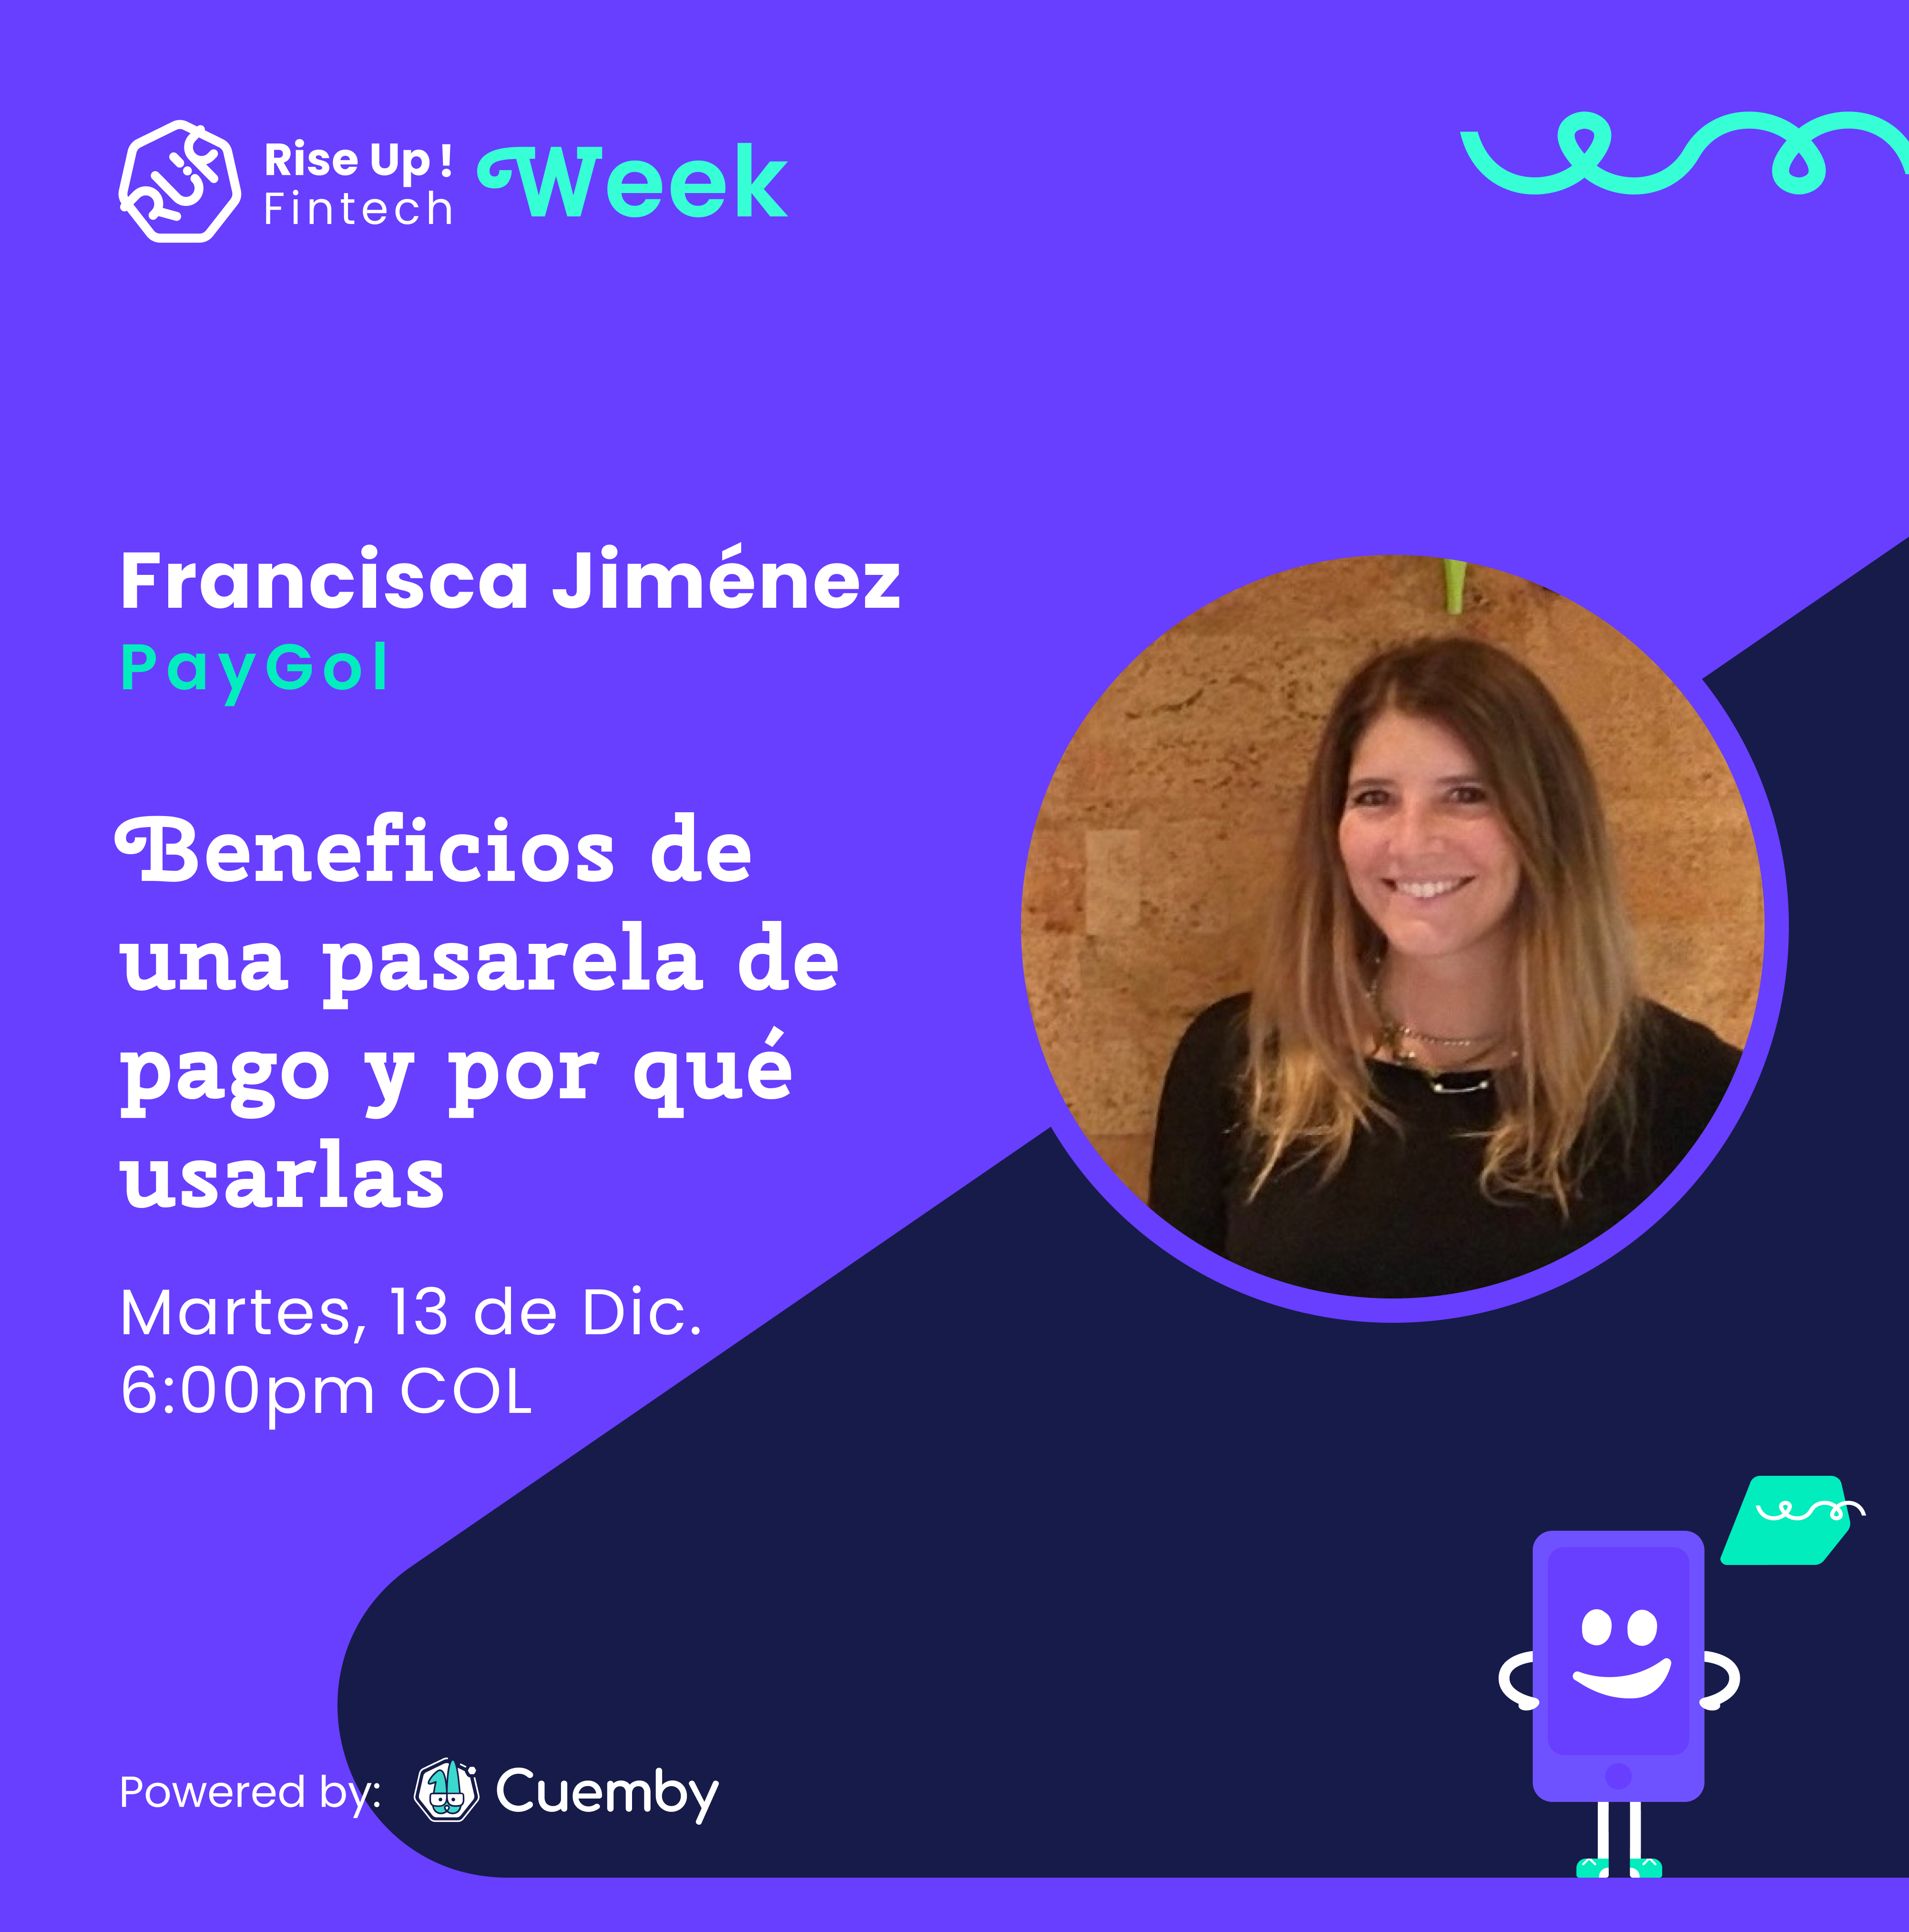 RUF
Rise Up !
Fintech
Week
Francisca Jiménez
PayGol
Beneficios de
una pasarela de
pago y por qué
usarlas
Martes, 13 de Dic.
6:00pm COL
Powered by:
Cuemby